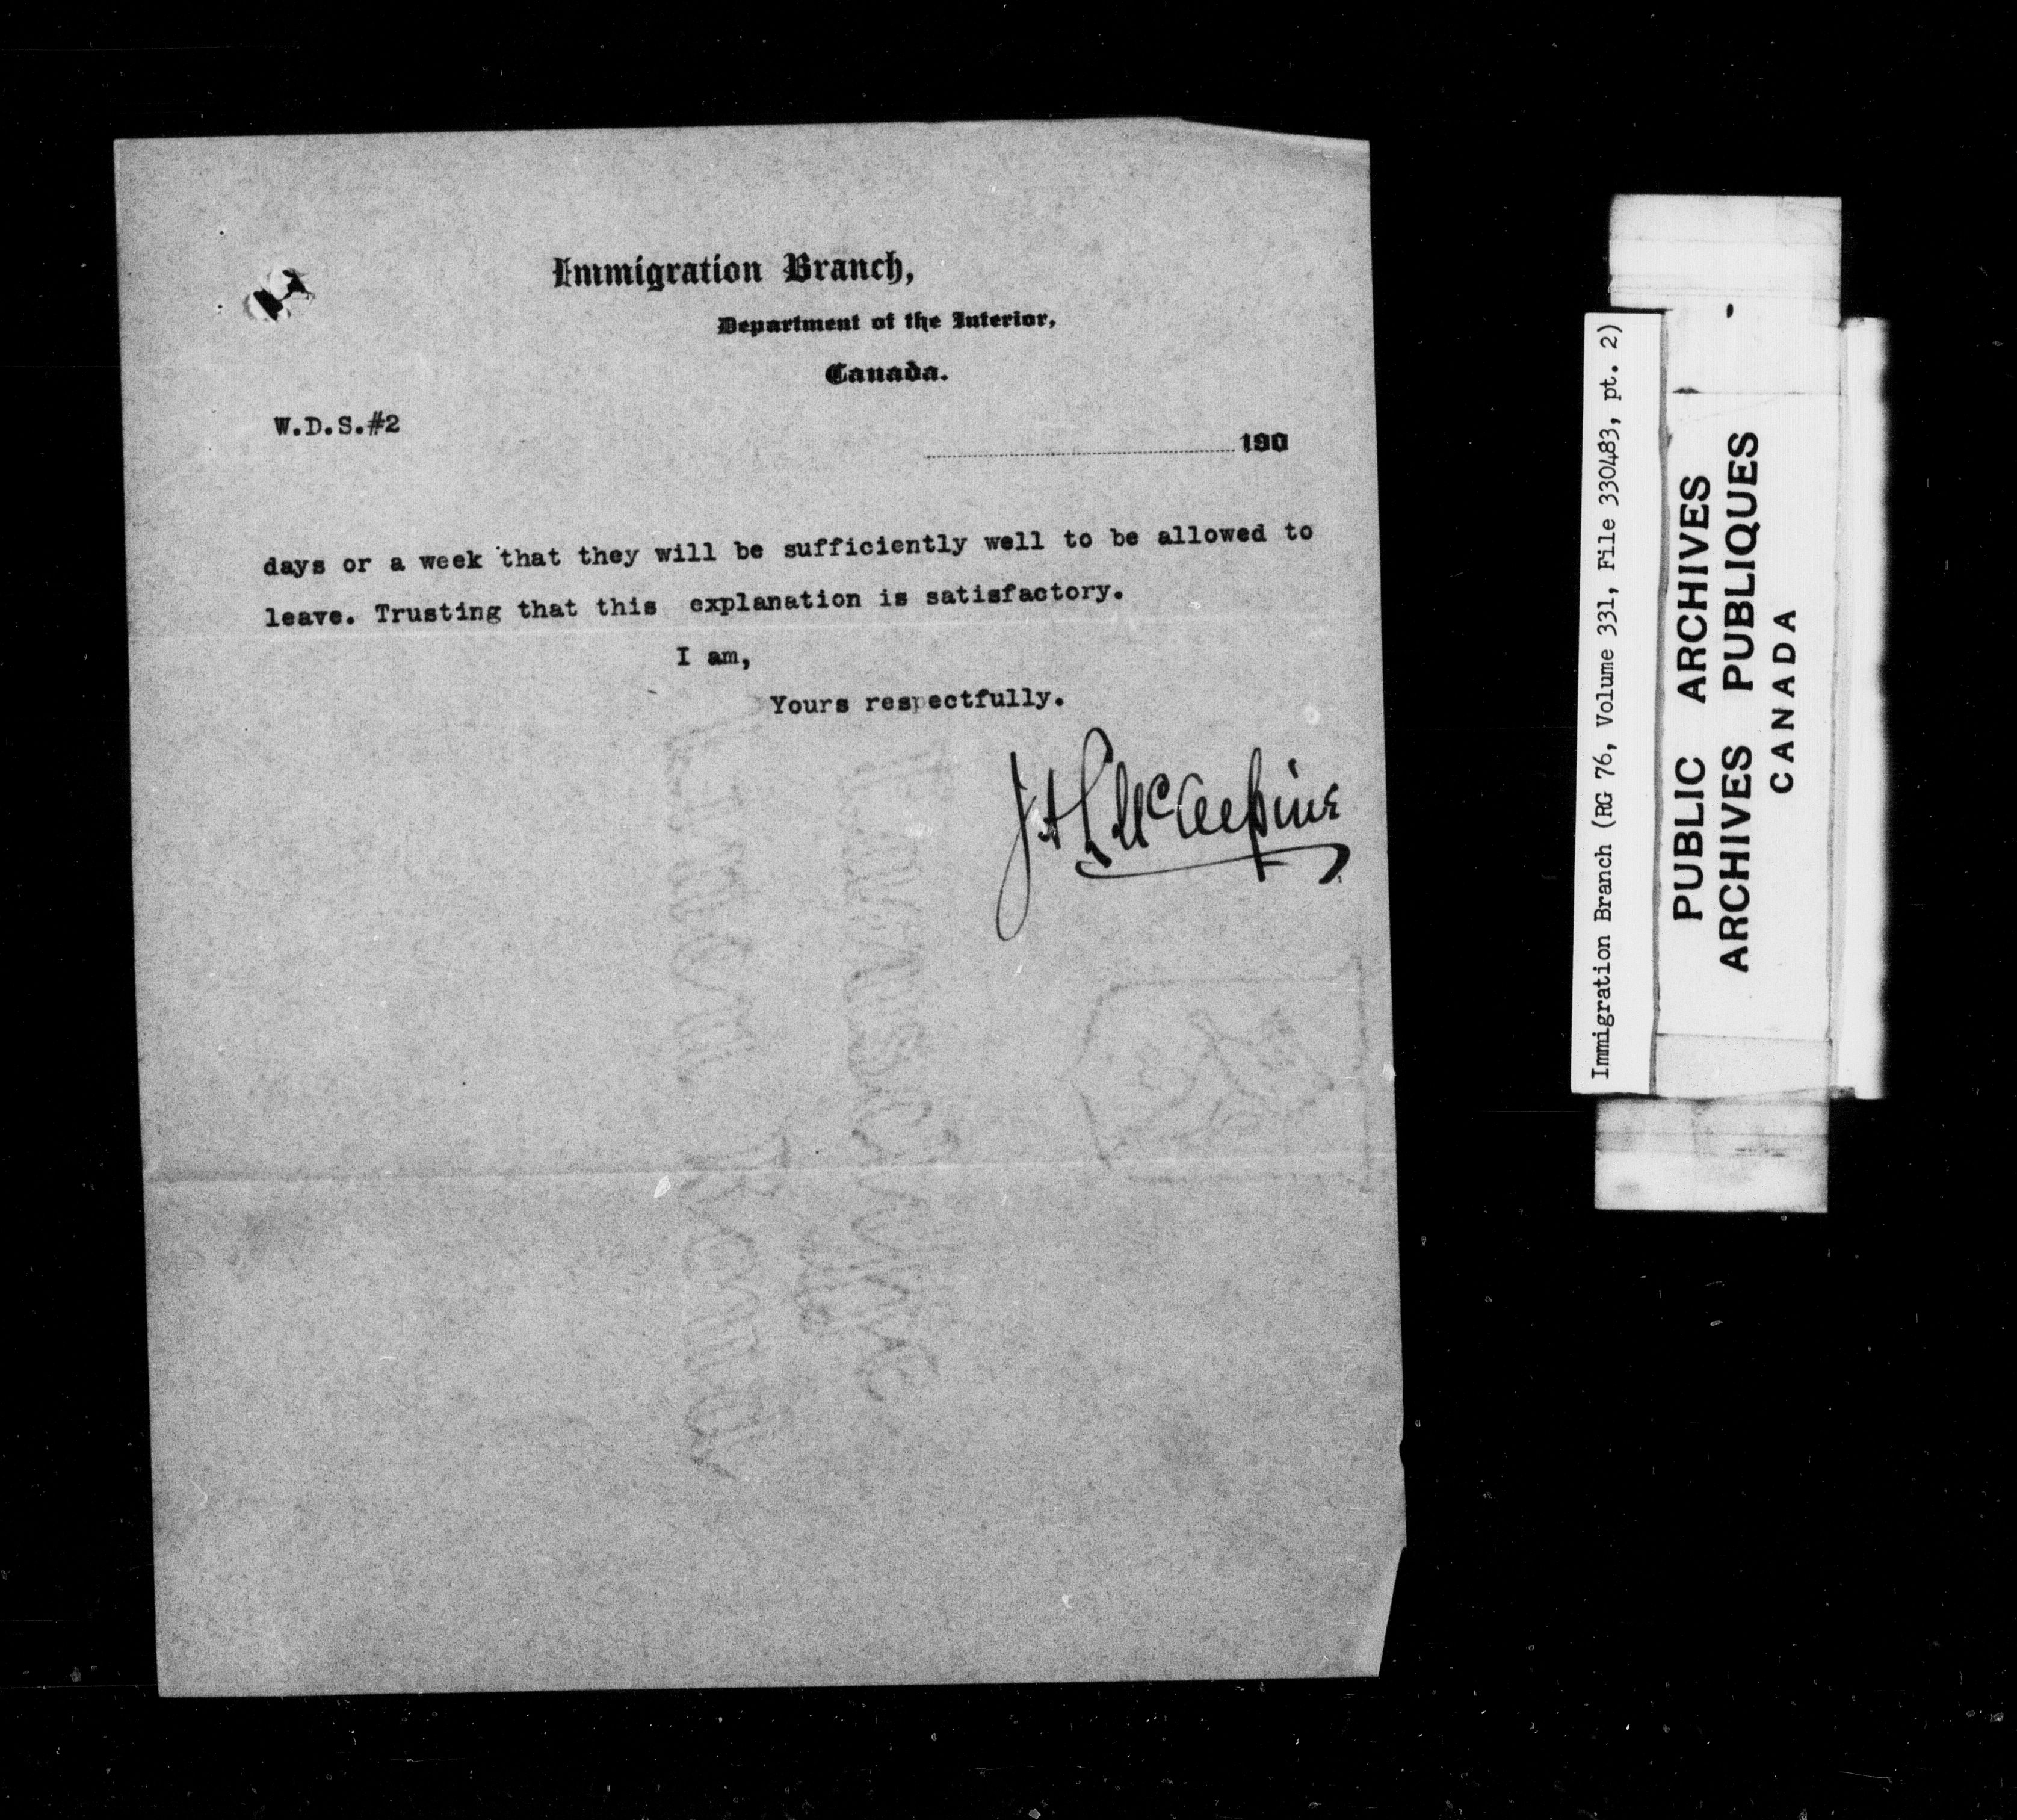 Immigration Branch,
Department of the Interior,
Canada.
W.D.S.#2
190
days or a week that they will be sufficiently well to be allowed to
leave. Trusting that this explanation is satisfactory.
I am,
Yours respectfully.
McAlpine
Immigration Branch (RG 76, Volume 331, File 330483, pt. 2)
PUBLIC ARCHIVES
ARCHIVES PUBLIQUES
CANADA